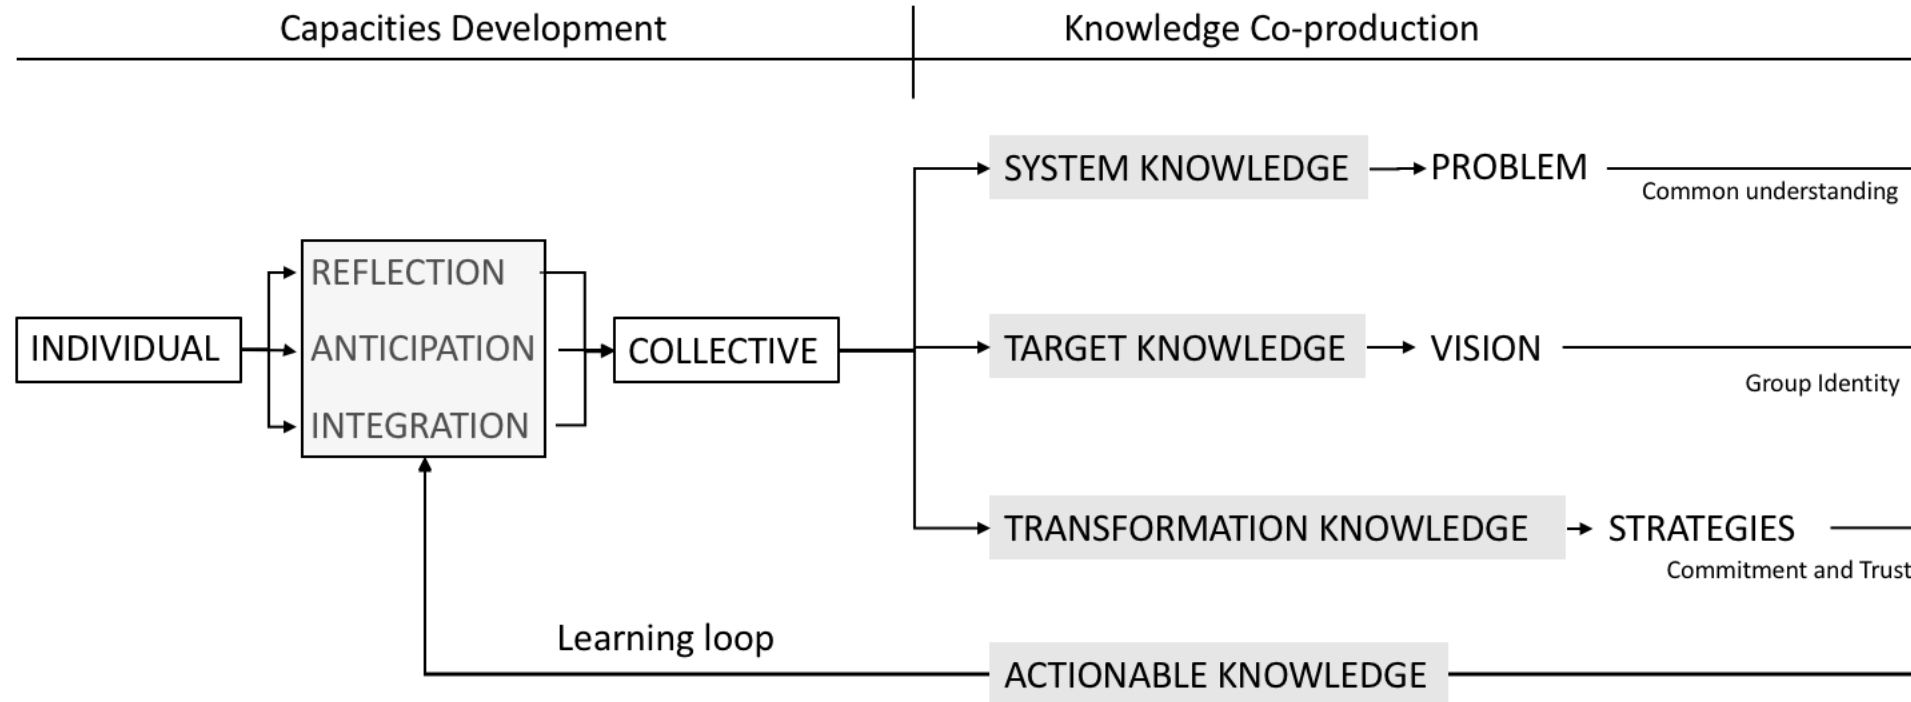 Capacities Development
Knowledge Co-production
SYSTEM KNOWLEDGE
PROBLEM
Common understanding
REFLECTION
ANTICIPATION
INTEGRATION
INDIVIDUAL
COLLECTIVE
TARGET KNOWLEDGE
VISION
Group Identity
TRANSFORMATION KNOWLEDGE
STRATEGIES
Commitment and Trust
Learning loop
ACTIONABLE KNOWLEDGE